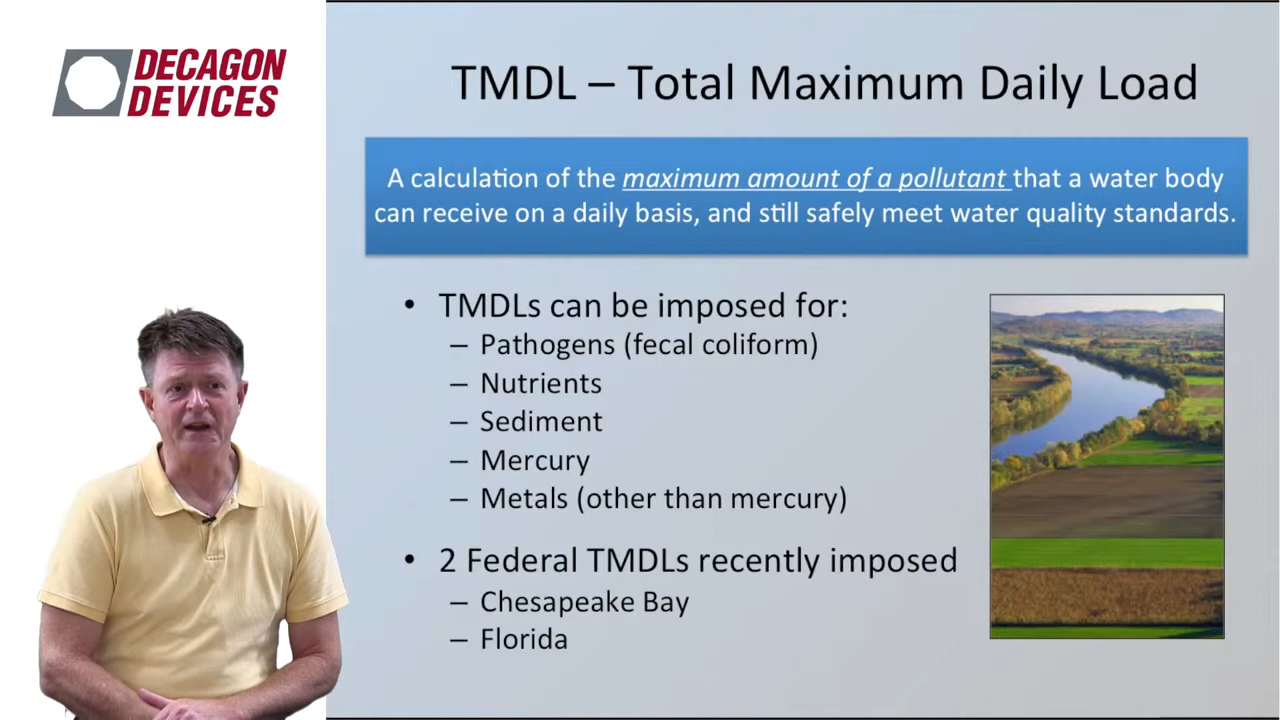 DECAGON
DEVICES
TMDL – Total Maximum Daily Load
A calculation of the maximum amount of a pollutant that a water body
can receive on a daily basis, and still safely meet water quality standards.
• TMDLs can be imposed for:
– Pathogens (fecal coliform)
– Nutrients
– Sediment
– Mercury
– Metals (other than mercury)
• 2 Federal TMDLs recently imposed
– Chesapeake Bay
– Florida